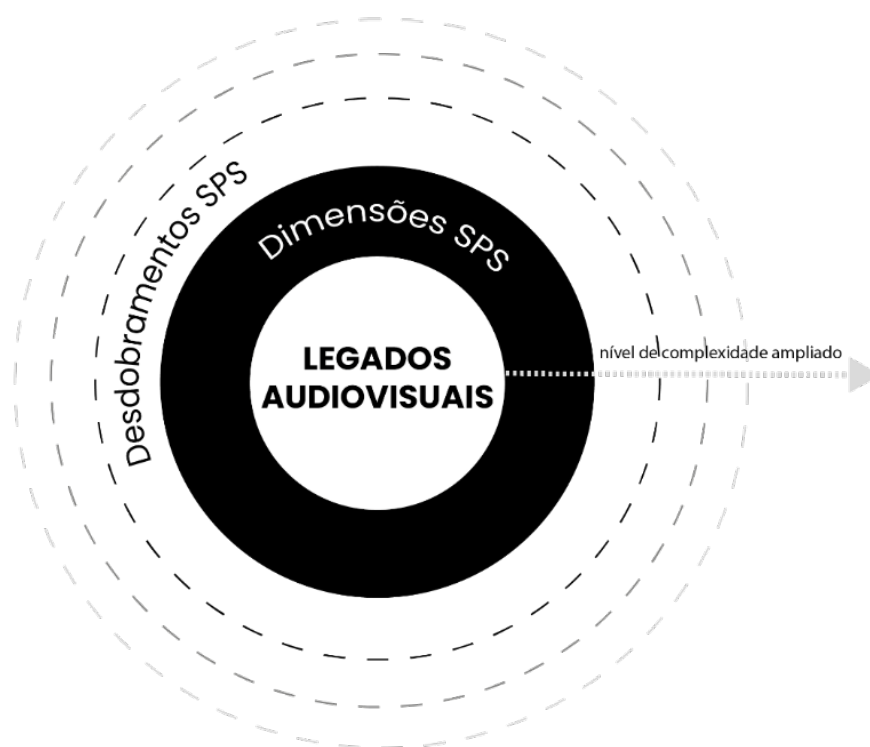 Desdobramentos SPS
Dimensões SPS
LEGADOS
AUDIOVISUAIS
nível de complexidade ampliado